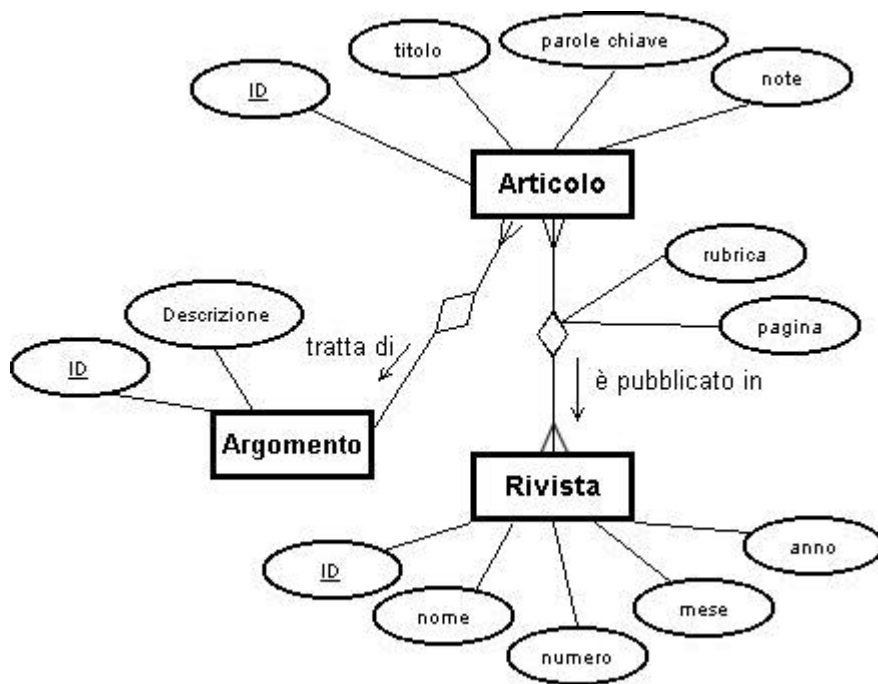 parole chiave
titolo
note
ID
Articolo
rubrica
Descrizione
pagina
tratta di
ID
è pubblicato in
Argomento
Rivista
anno
ID
mese
nome
numero